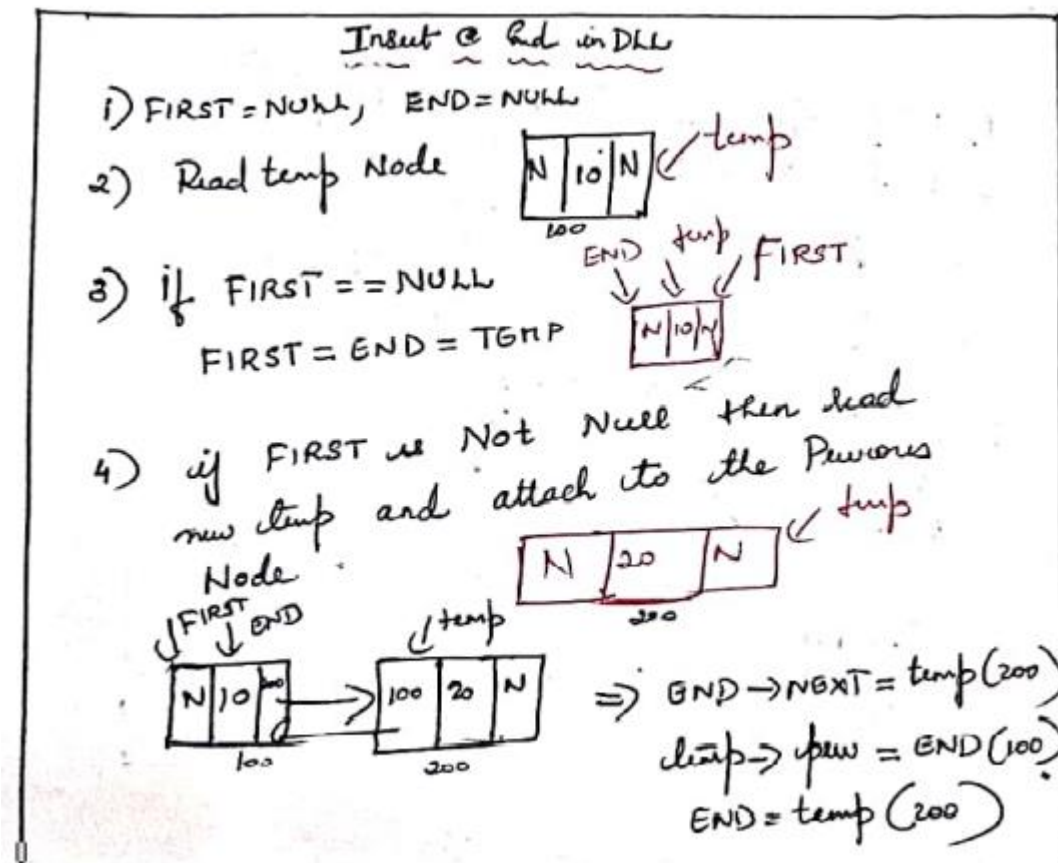 Insert @ End in DLL
1) FIRST = NULL, END = NULL
2) Read temp Node
N 10 N
temp
100
3) if FIRST == NULL
FIRST = END = TEMP
END temp FIRST.
N 10 N
4) if FIRST is Not Null then read
new temp and attach to the Previous
Node.
N 20 N
temp
200
FIRST END
temp
N 10 200
100 20 N
100
200
=> END -> NEXT = temp (200)
temp -> prev = END (100)
END = temp (200)